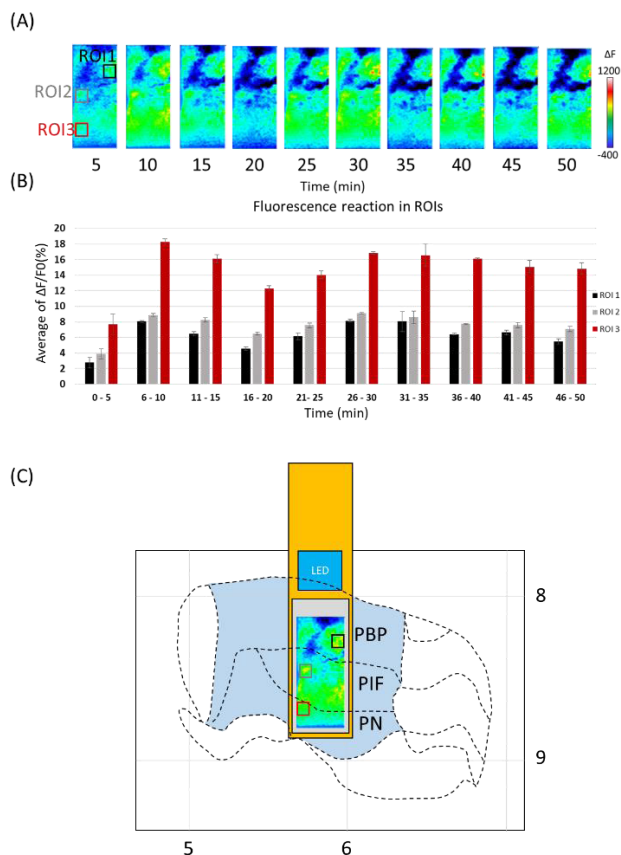 (A)
ROI1
ROI2
ROI3
ΔF
1200
-400
5 10 15 20 25 30 35 40 45 50
Time (min)
(B)
Fluorescence reaction in ROIs
Average of ΔF/F0(%)
20
18
16
14
12
10
8
6
4
2
0
ROI 1
ROI 2
ROI 3
0 - 5 6 - 10 11 - 15 16 - 20 21 - 25 26 - 30 31 - 35 36 - 40 41 - 45 46 - 50
Time (min)
(C)
LED
8
PBP
PIF
PN
9
5 6